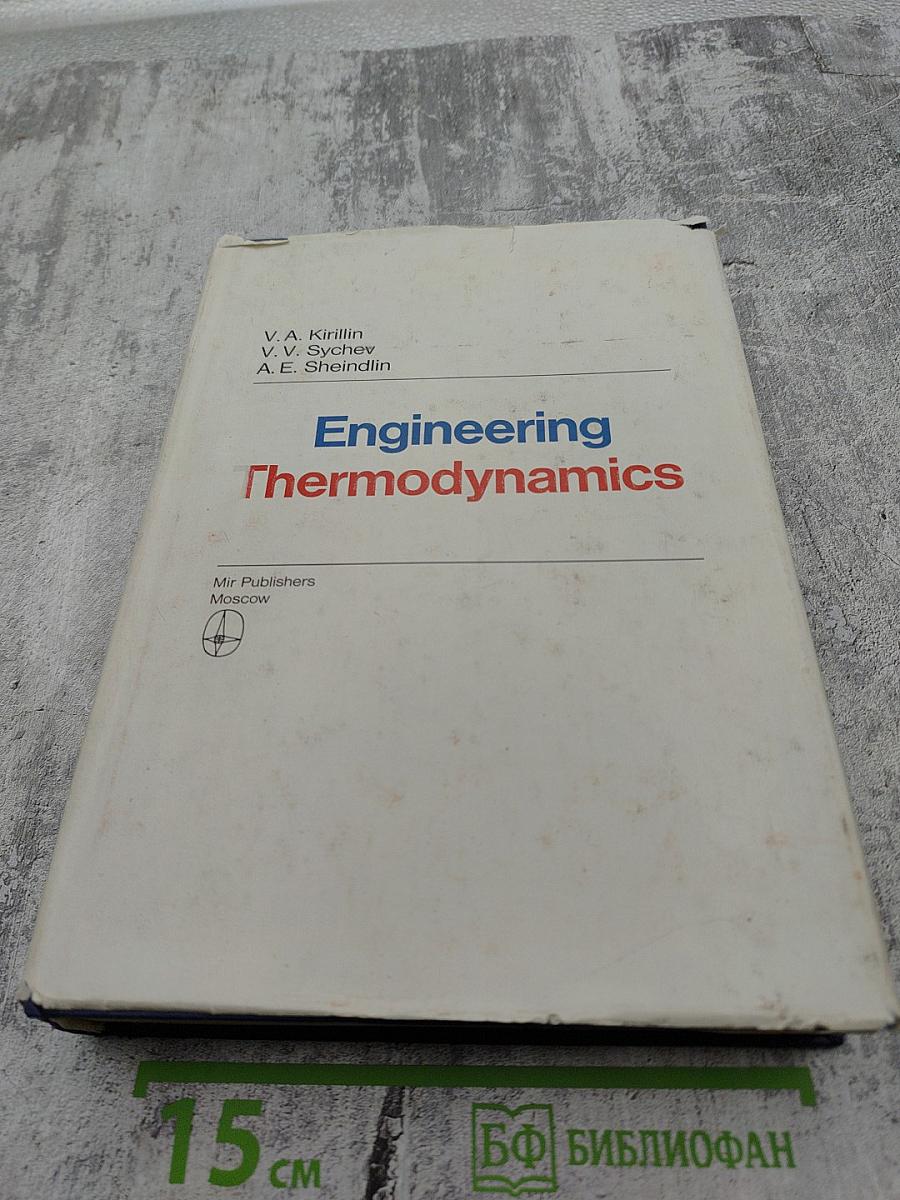 V. A. Kirillin
V. V. Sychev
A. E. Sheindlin
Engineering
Thermodynamics
Mir Publishers
Moscow
15 см
БФ БИБЛИОФАН